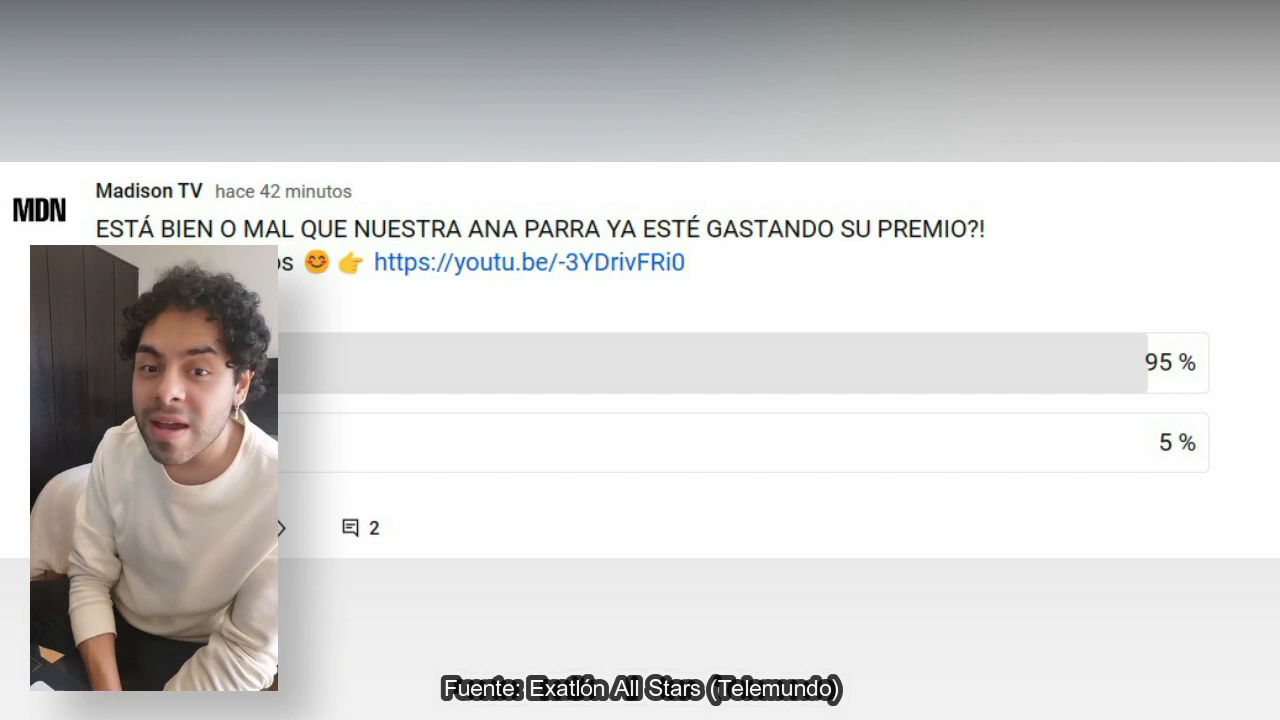 Madison TV hace 42 minutos
MDN
ESTÁ BIEN O MAL QUE NUESTRA ANA PARRA YA ESTÉ GASTANDO SU PREMIO?!
os 😊 👉 https://youtu.be/-3YDrivFRi0
95 %
5 %
2
Fuente: Exatlón All Stars (Telemundo)